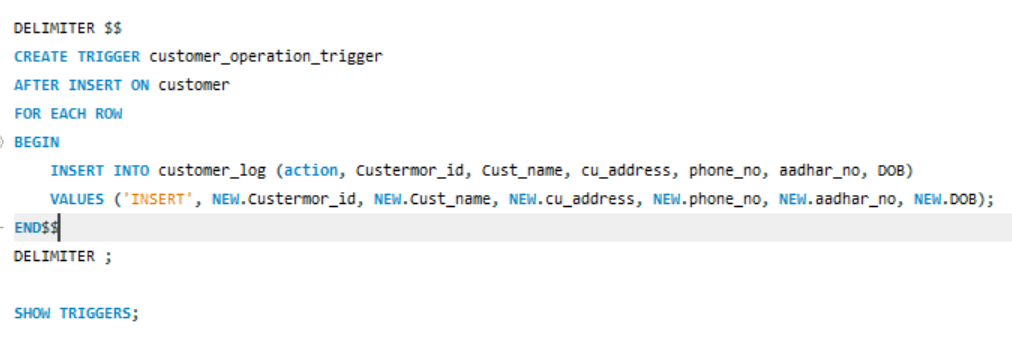 DELIMITER $$
CREATE TRIGGER customer_operation_trigger
AFTER INSERT ON customer
FOR EACH ROW
BEGIN
INSERT INTO customer_log (action, Custermor_id, Cust_name, cu_address, phone_no, aadhar_no, DOB)
VALUES ('INSERT', NEW.Custermor_id, NEW.Cust_name, NEW.cu_address, NEW.phone_no, NEW.aadhar_no, NEW.DOB);
END$$
DELIMITER ;
SHOW TRIGGERS;